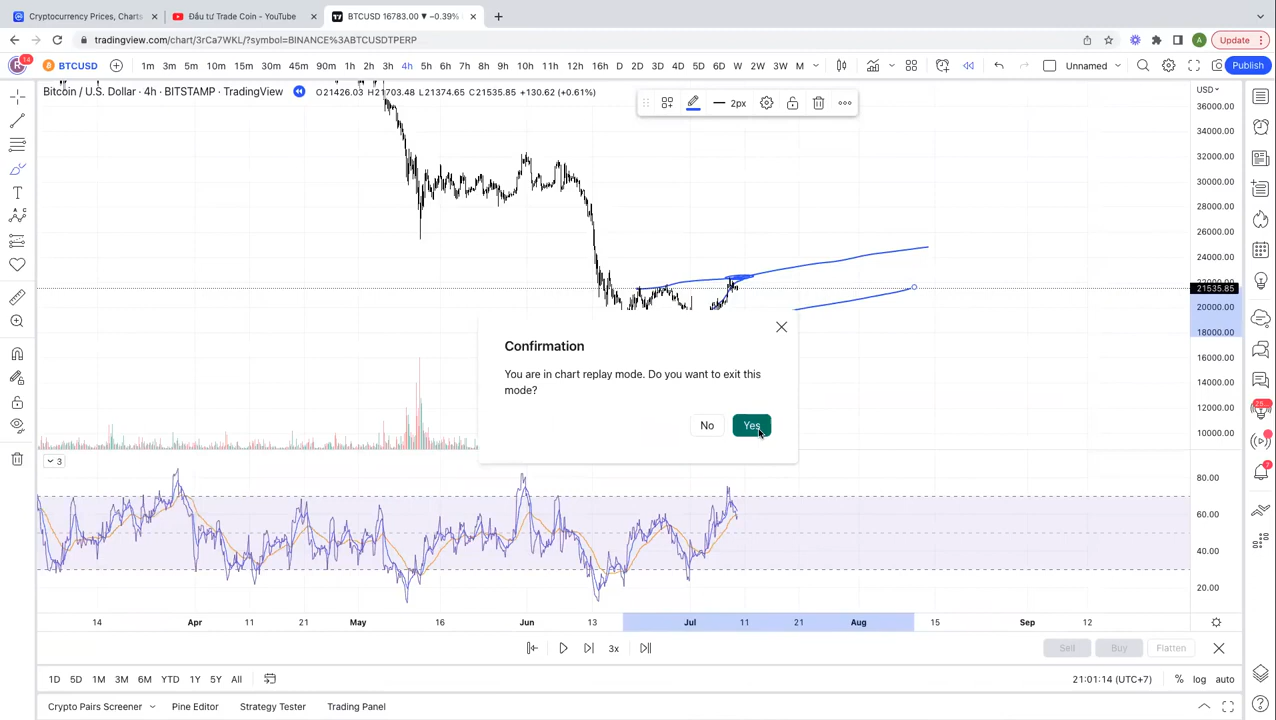 Cryptocurrency Prices, Charts
Đầu tư Trade Coin - YouTube
BTCUSD 16783.00 ▼ −0.39%
tradingview.com/chart/3rCa7WKL/?symbol=BINANCE%3ABTCUSDTPERP
A
Update
14
BTCUSD
1m 3m 5m 10m 15m 30m 45m 90m 1h 2h 3h 4h 5h 6h 7h 8h 12h 16h D 2D 3D 4D 5D 6D W 2W 3W M
Unnamed
Publish
Bitcoin / U.S. Dollar · 4h · BITSTAMP · TradingView
O21426.03 H21703.48 L21374.65 C21535.85 +130.62 (+0.61%)
2px
USD
36000.00
34000.00
32000.00
30000.00
28000.00
26000.00
24000.00
21535.85
20000.00
18000.00
16000.00
14000.00
12000.00
10000.00
Confirmation
You are in chart replay mode. Do you want to exit this
mode?
No
Yes
3
80.00
60.00
40.00
20.00
14 Apr 11 21 May 16 Jun 13 Jul 11 21 Aug 15 Sep 12
3x
Sell
Buy
Flatten
1D 5D 1M 3M 6M YTD 1Y 5Y All
21:01:14 (UTC+7)
% log auto
Crypto Pairs Screener
Pine Editor
Strategy Tester
Trading Panel
7